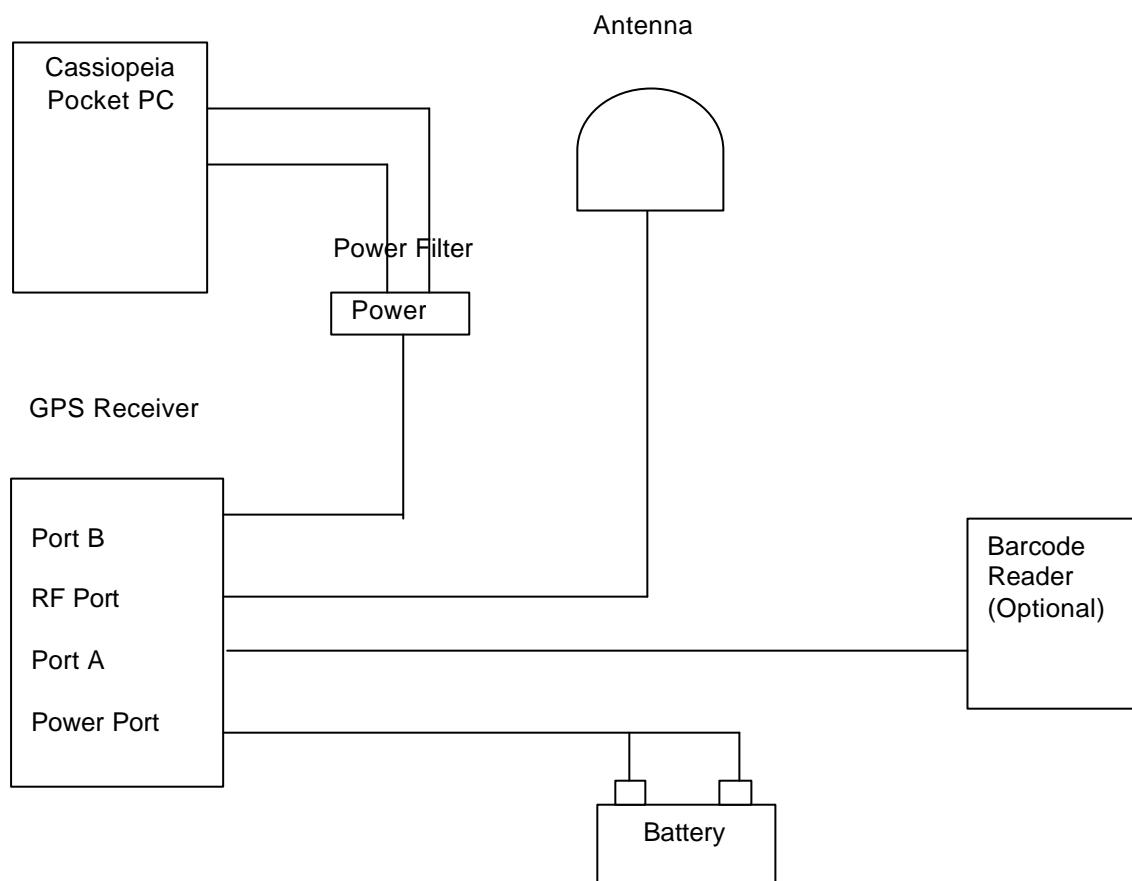 Antenna
Cassiopeia
Pocket PC
Power Filter
Power
GPS Receiver
Port B
RF Port
Port A
Power Port
Barcode
Reader
(Optional)
Battery